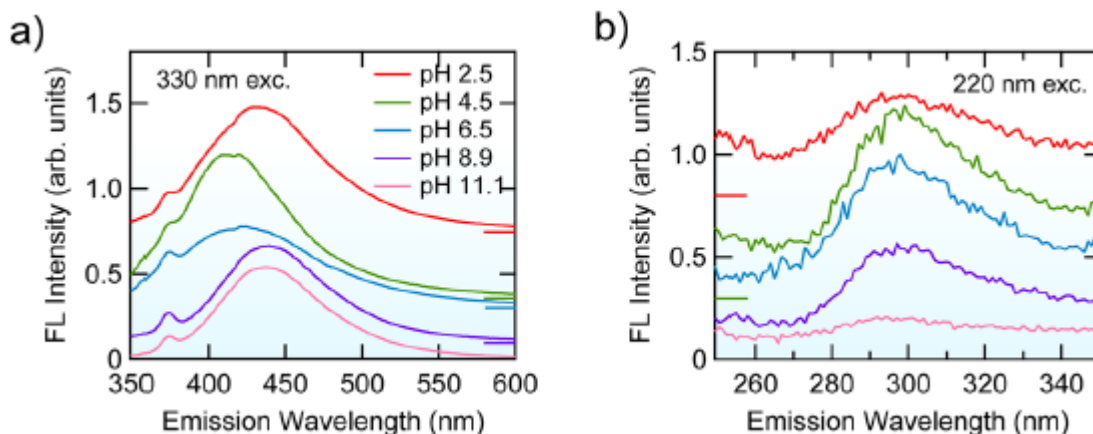 a)
330 nm exc.
pH 2.5
pH 4.5
pH 6.5
pH 8.9
pH 11.1
FL Intensity (arb. units)
1.5
1.0
0.5
0
350 400 450 500 550 600
Emission Wavelength (nm)
b)
220 nm exc.
FL Intensity (arb. units)
1.5
1.0
0.5
0
260 280 300 320 340
Emission Wavelength (nm)